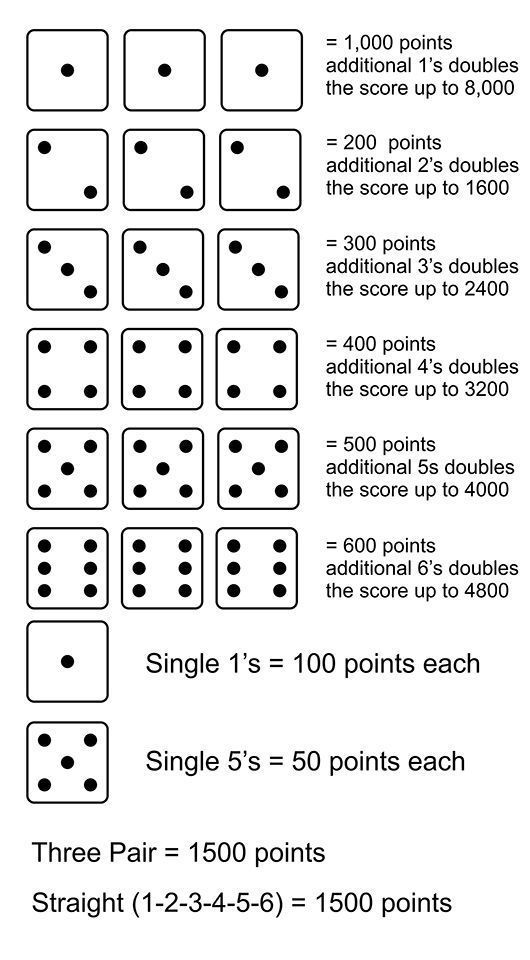 = 1,000 points
additional 1's doubles
the score up to 8,000
= 200  points
additional 2's doubles
the score up to 1600
= 300 points
additional 3's doubles
the score up to 2400
= 400 points
additional 4's doubles
the score up to 3200
= 500 points
additional 5s doubles
the score up to 4000
= 600 points
additional 6's doubles
the score up to 4800
Single 1's = 100 points each
Single 5's = 50 points each
Three Pair = 1500 points
Straight (1-2-3-4-5-6) = 1500 points